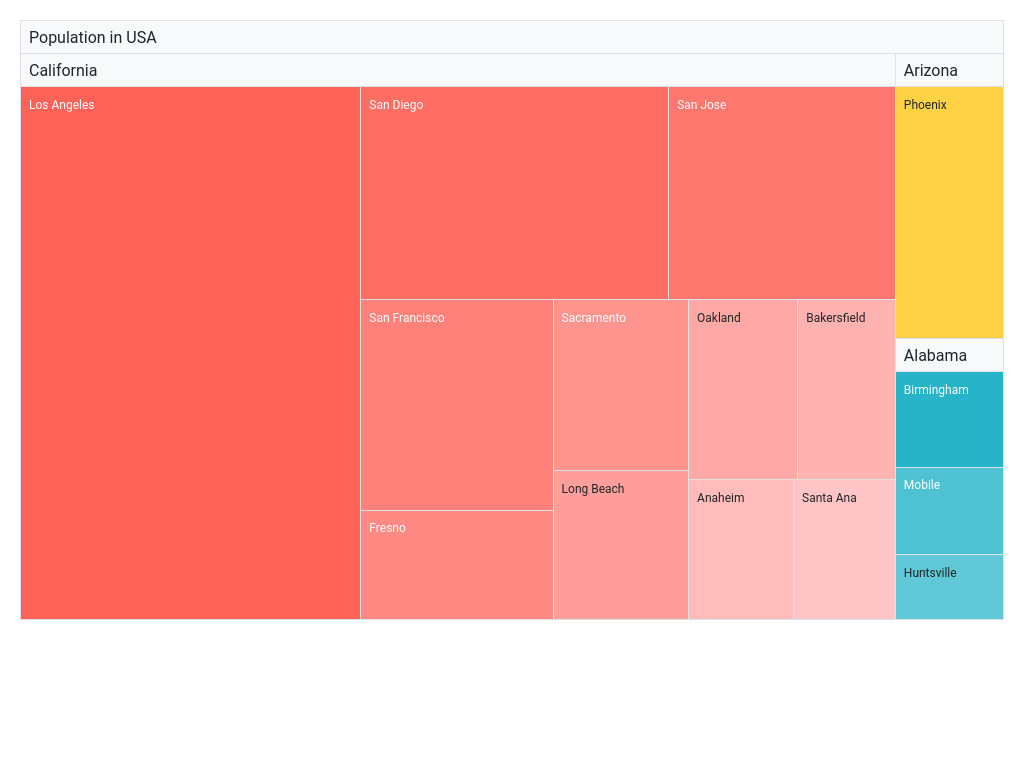 Population in USA
California
Arizona
Los Angeles
San Diego
San Jose
Phoenix
San Francisco
Sacramento
Oakland
Bakersfield
Alabama
Birmingham
Mobile
Long Beach
Anaheim
Santa Ana
Fresno
Huntsville